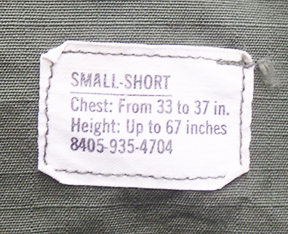 SMALL-SHORT
Chest: From 33 to 37 in.
Height: Up to 67 inches
8405-935-4704